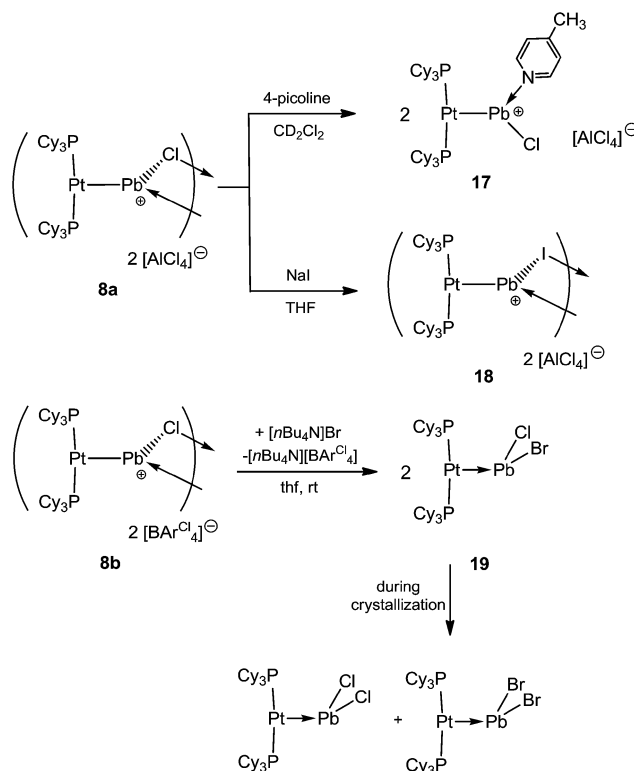 CH3
Cy3P
4-picoline
N
2 Pt Pb ⊕
CD2Cl2
Cl
[AlCl4]⊖
Cy3P
17
Cy3P
Cl
Pt Pb
⊕
Cy3P
2 [AlCl4]⊖
8a
NaI
THF
Cy3P
I
Pt Pb
⊕
Cy3P
2 [AlCl4]⊖
18
Cy3P
Cl
Pt Pb
⊕
Cy3P
2 [BArCl4]⊖
8b
+ [nBu4N]Br
-[nBu4N][BArCl4]
thf, rt
Cy3P
Cl
Br
2 Pt Pb
Cy3P
19
during
crystallization
Cy3P
Cl
Cl
Pt Pb
Cy3P
+
Cy3P
Br
Br
Pt Pb
Cy3P